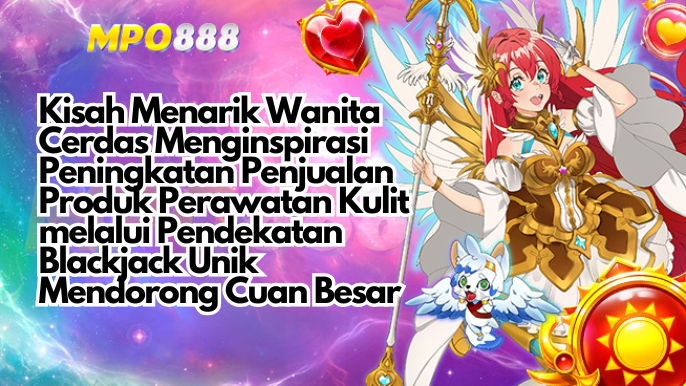 MPO888
Kisah Menarik Wanita
Cerdas Menginspirasi
Peningkatan Penjualan
Produk Perawatan Kulit
melalui Pendekatan
Blackjack Unik
Mendorong Cuan Besar